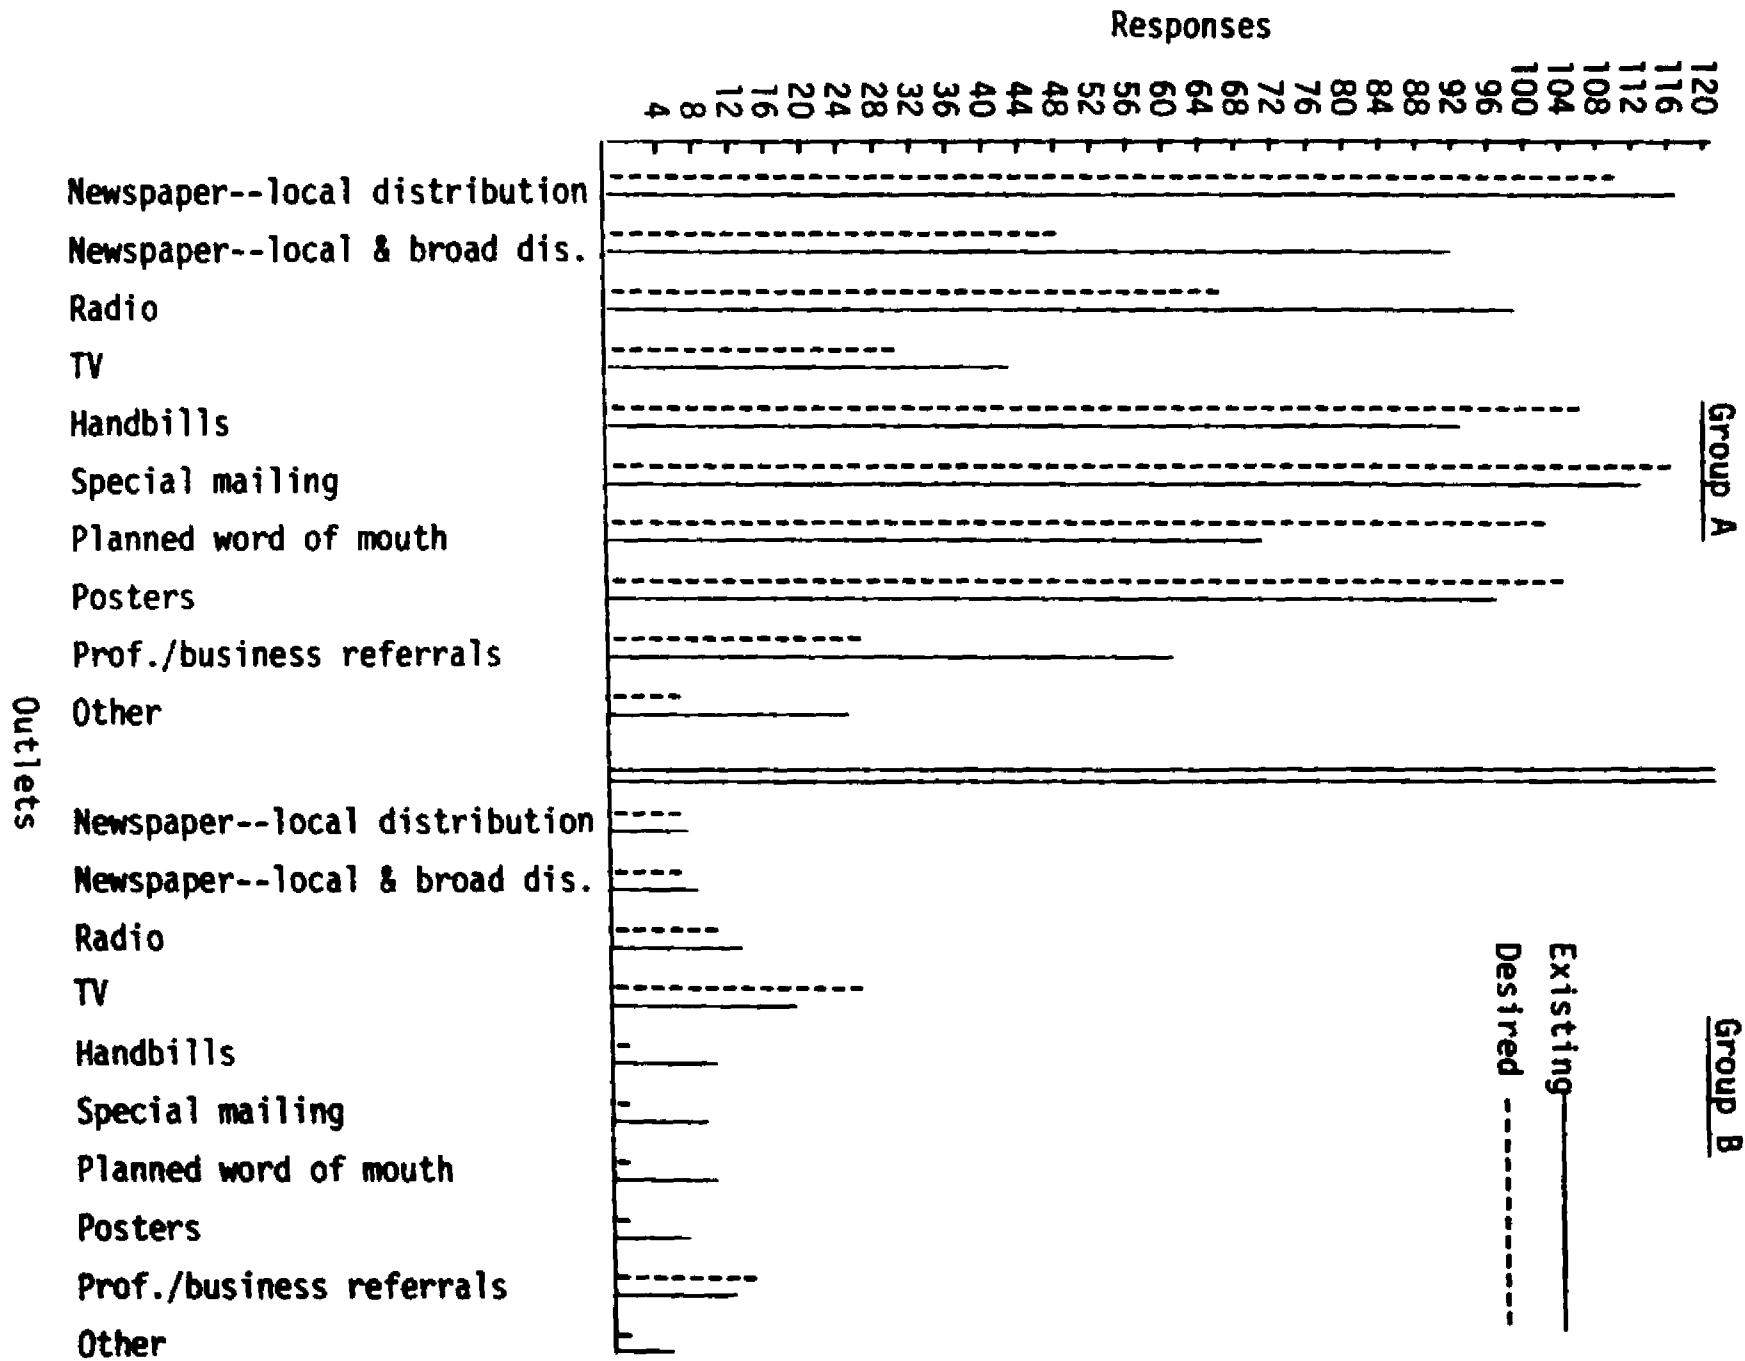 Responses
4 8 12 16 20 24 28 32 36 40 44 48 52 56 60 64 68 72 76 80 84 88 92 96 100 104 108 112 116 120
Newspaper--local distribution
Newspaper--local & broad dis.
Radio
TV
Handbills
Special mailing
Planned word of mouth
Posters
Prof./business referrals
Other
Group A
Outlets
Newspaper--local distribution
Newspaper--local & broad dis.
Radio
TV
Handbills
Special mailing
Planned word of mouth
Posters
Prof./business referrals
Other
Existing
Desired
Group B